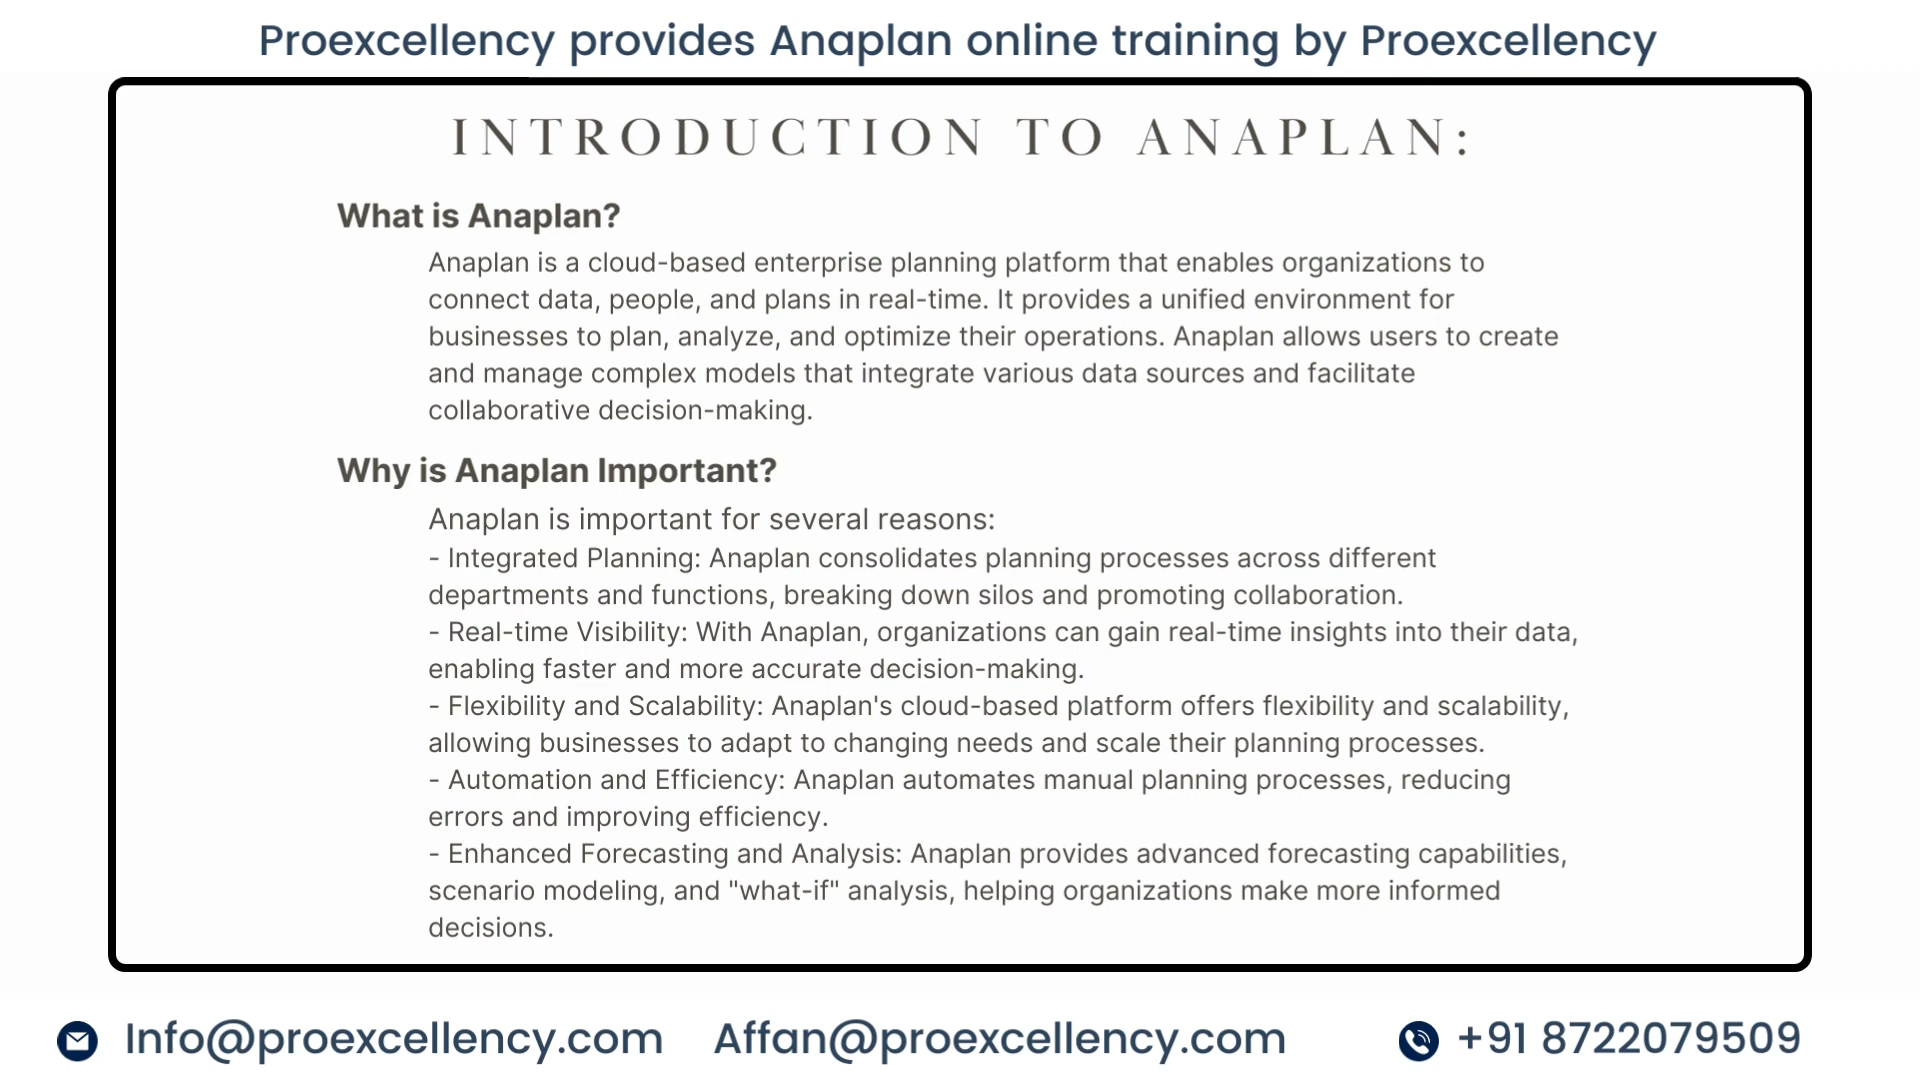 Proexcellency provides Anaplan online training by Proexcellency
INTRODUCTION TO ANAPLAN:
What is Anaplan?
Anaplan is a cloud-based enterprise planning platform that enables organizations to
connect data, people, and plans in real-time. It provides a unified environment for
businesses to plan, analyze, and optimize their operations. Anaplan allows users to create
and manage complex models that integrate various data sources and facilitate
collaborative decision-making.
Why is Anaplan Important?
Anaplan is important for several reasons:
- Integrated Planning: Anaplan consolidates planning processes across different
departments and functions, breaking down silos and promoting collaboration.
- Real-time Visibility: With Anaplan, organizations can gain real-time insights into their data,
enabling faster and more accurate decision-making.
- Flexibility and Scalability: Anaplan's cloud-based platform offers flexibility and scalability,
allowing businesses to adapt to changing needs and scale their planning processes.
- Automation and Efficiency: Anaplan automates manual planning processes, reducing
errors and improving efficiency.
- Enhanced Forecasting and Analysis: Anaplan provides advanced forecasting capabilities,
scenario modeling, and "what-if" analysis, helping organizations make more informed
decisions.
Info@proexcellency.com Affan@proexcellency.com +91 8722079509